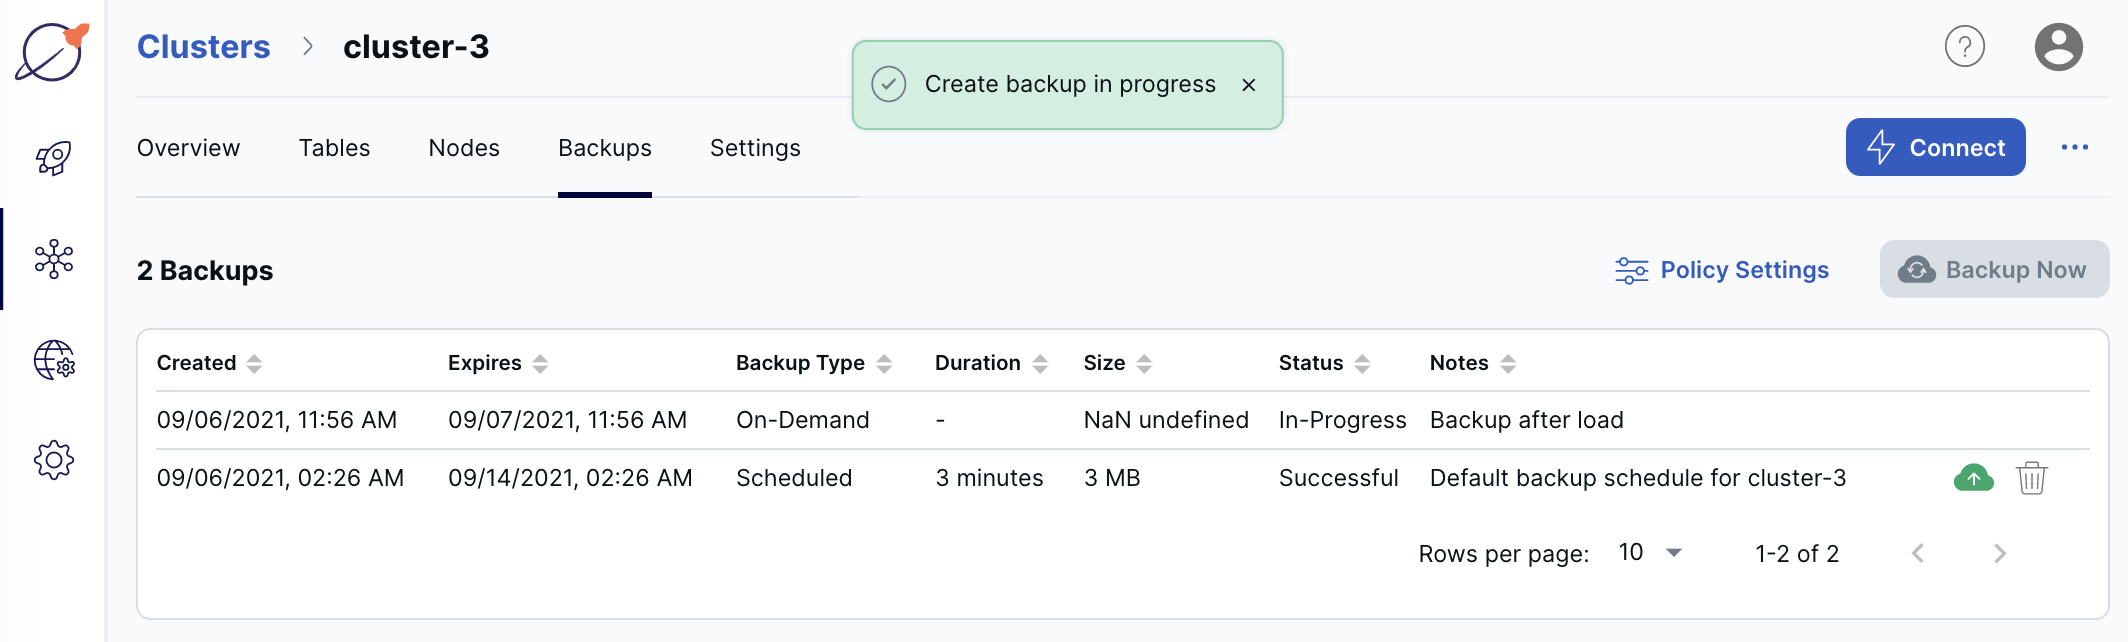 Clusters > cluster-3
Create backup in progress ×
?
Overview Tables Nodes Backups Settings
Connect ...
2 Backups
Policy Settings
Backup Now
Created Expires Backup Type Duration Size Status Notes
09/06/2021, 11:56 AM 09/07/2021, 11:56 AM On-Demand - NaN undefined In-Progress Backup after load
09/06/2021, 02:26 AM 09/14/2021, 02:26 AM Scheduled 3 minutes 3 MB Successful Default backup schedule for cluster-3
Rows per page: 10 1-2 of 2 < >